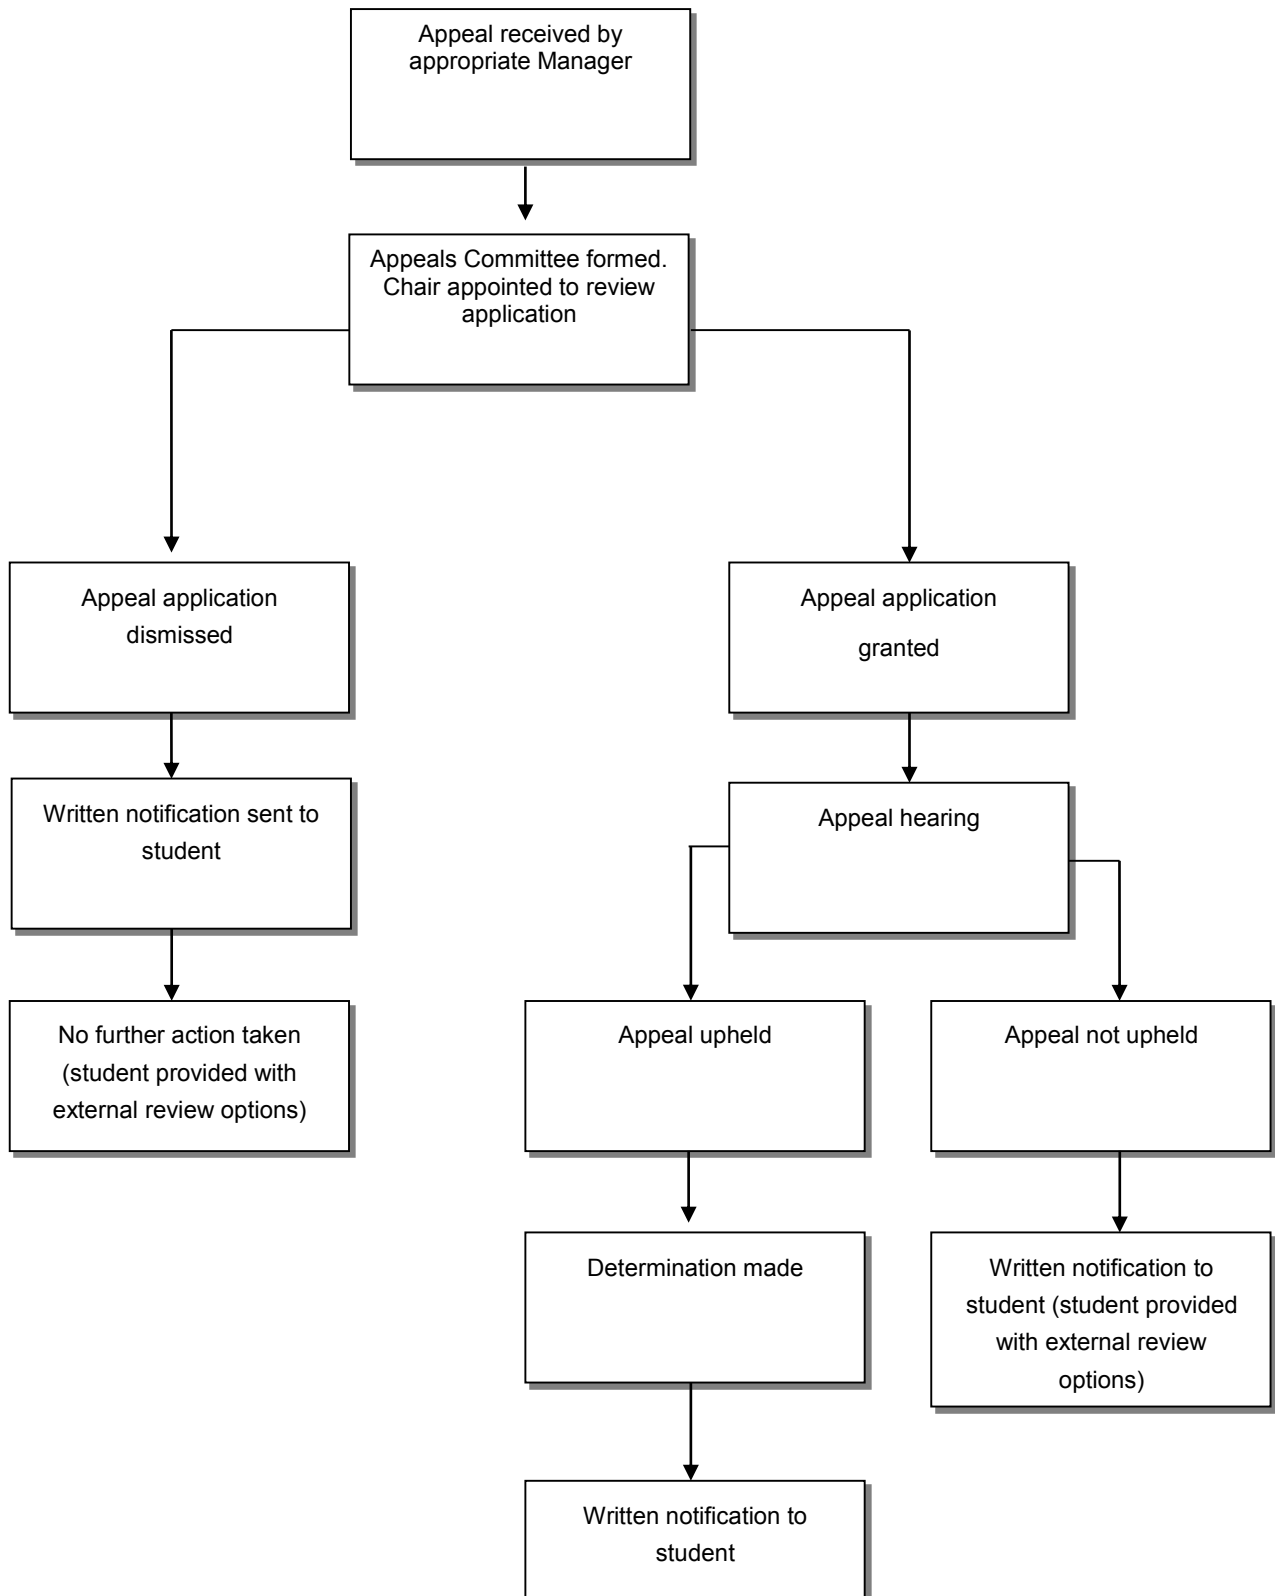 Appeal received by
appropriate Manager
Appeals Committee formed.
Chair appointed to review
application
Appeal application
dismissed
Appeal application
granted
Written notification sent to
student
Appeal hearing
No further action taken
(student provided with
external review options)
Appeal upheld
Appeal not upheld
Determination made
Written notification to
student (student provided
with external review
options)
Written notification to
student